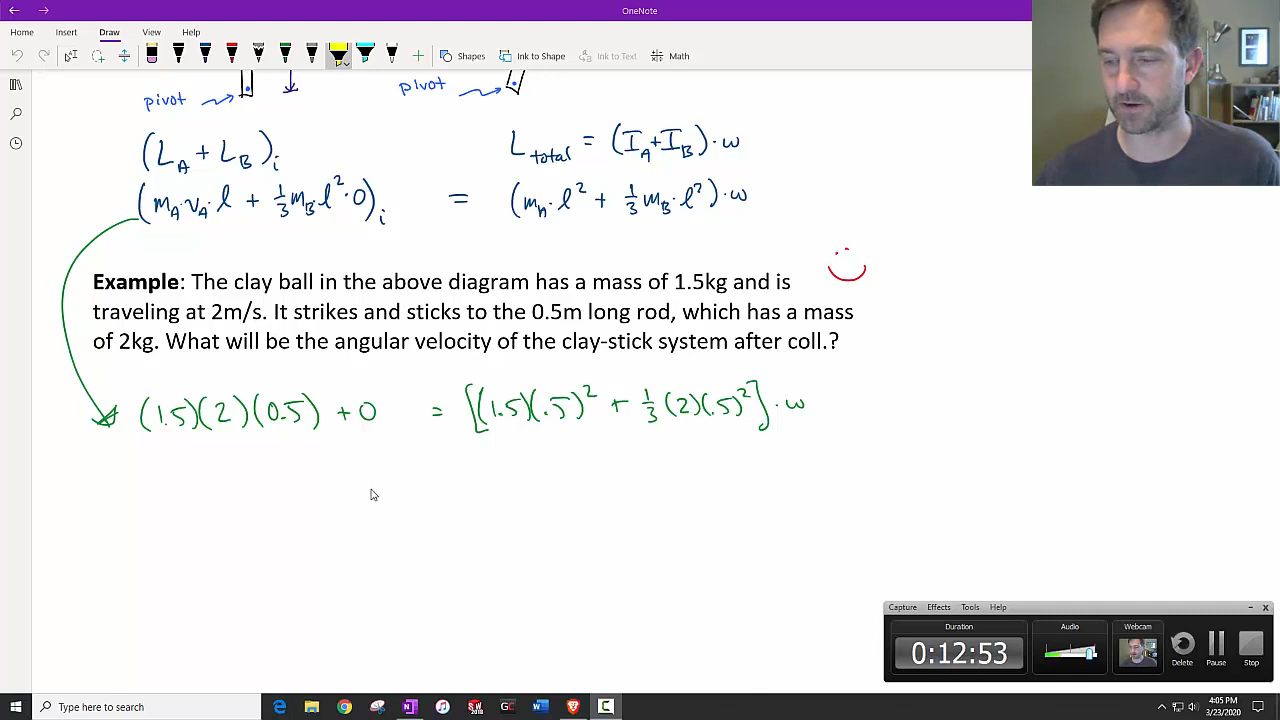 OneNote
Home Insert Draw View Help
Shapes Ink to Shape Ink to Text Math
pivot
pivot
(L_A + L_B)_i
L_total = (I_A + I_B)·ω
(m_A·v_A·l + 1/3 m_B·l²·0)_i = (m_A·l² + 1/3 m_B·l²)·ω
Example: The clay ball in the above diagram has a mass of 1.5kg and is
traveling at 2m/s. It strikes and sticks to the 0.5m long rod, which has a mass
of 2kg. What will be the angular velocity of the clay-stick system after coll.?
(1.5)(2)(0.5) + 0 = [(1.5)(.5)² + 1/3 (2)(.5)²]·ω
Capture Effects Tools Help
Duration Audio Webcam
0:12:53
Delete Pause Stop
Type here to search
SW
2018
GC
4:05 PM
3/23/2020